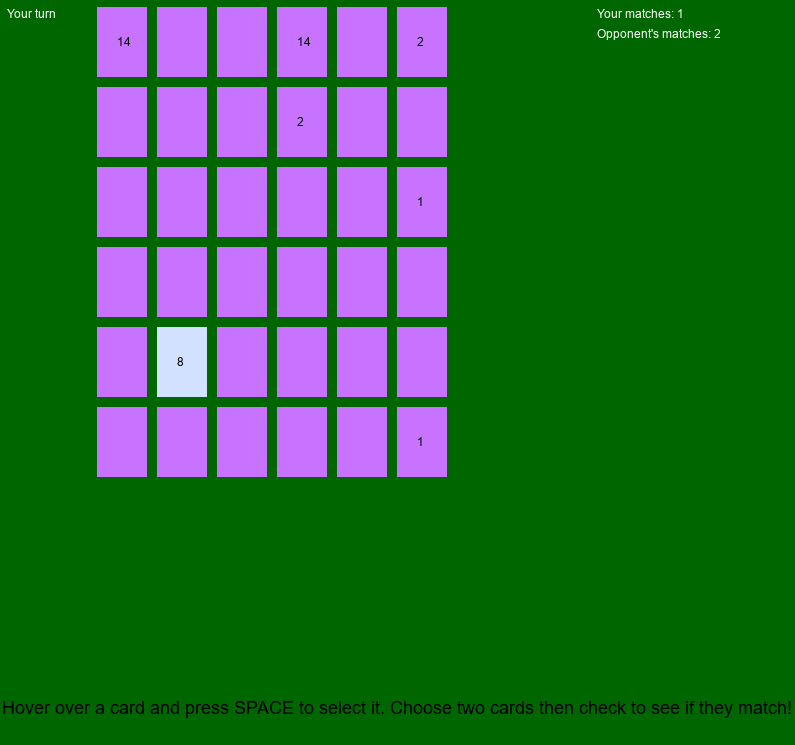 Your turn
14
14
2
Your matches: 1
Opponent's matches: 2
2
1
8
1
Hover over a card and press SPACE to select it. Choose two cards then check to see if they match!